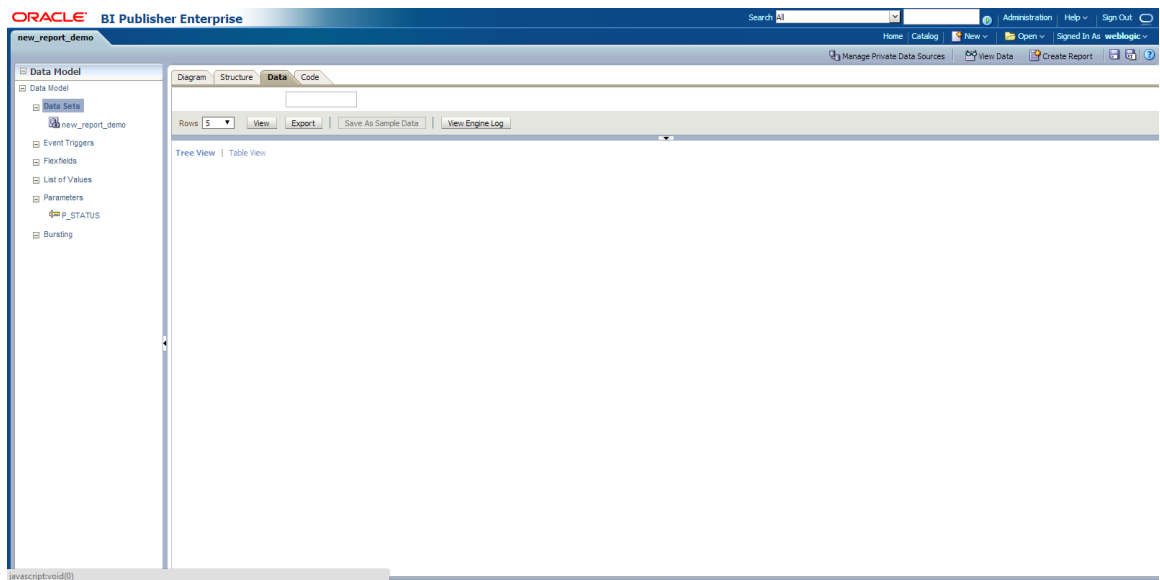 ORACLE BI Publisher Enterprise
Search All Administration Help Sign Out
new_report_demo
Home Catalog New Open Signed In As weblogic
Manage Private Data Sources View Data Create Report
Data Model
Diagram Structure Data Code
Data Model
Data Sets
new_report_demo
Rows 5 View Export Save As Sample Data View Engine Log
Event Triggers
Tree View | Table View
Flexfields
List of Values
Parameters
P_STATUS
Bursting
javascript:void(0)